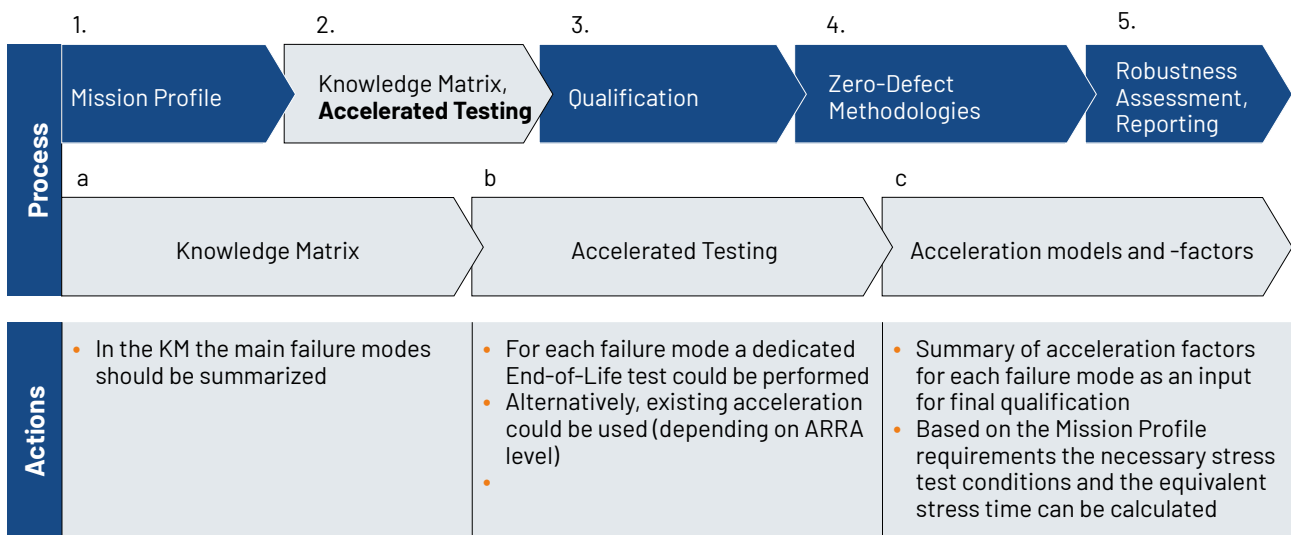 1.
2.
3.
4.
5.
Process
Mission Profile
Knowledge Matrix,
Accelerated Testing
Qualification
Zero-Defect
Methodologies
Robustness
Assessment,
Reporting
a
b
c
Knowledge Matrix
Accelerated Testing
Acceleration models and -factors
Actions
• In the KM the main failure modes
should be summarized
• For each failure mode a dedicated
End-of-Life test could be performed
• Alternatively, existing acceleration
could be used (depending on ARRA
level)
•
• Summary of acceleration factors
for each failure mode as an input
for final qualification
• Based on the Mission Profile
requirements the necessary stress
test conditions and the equivalent
stress time can be calculated